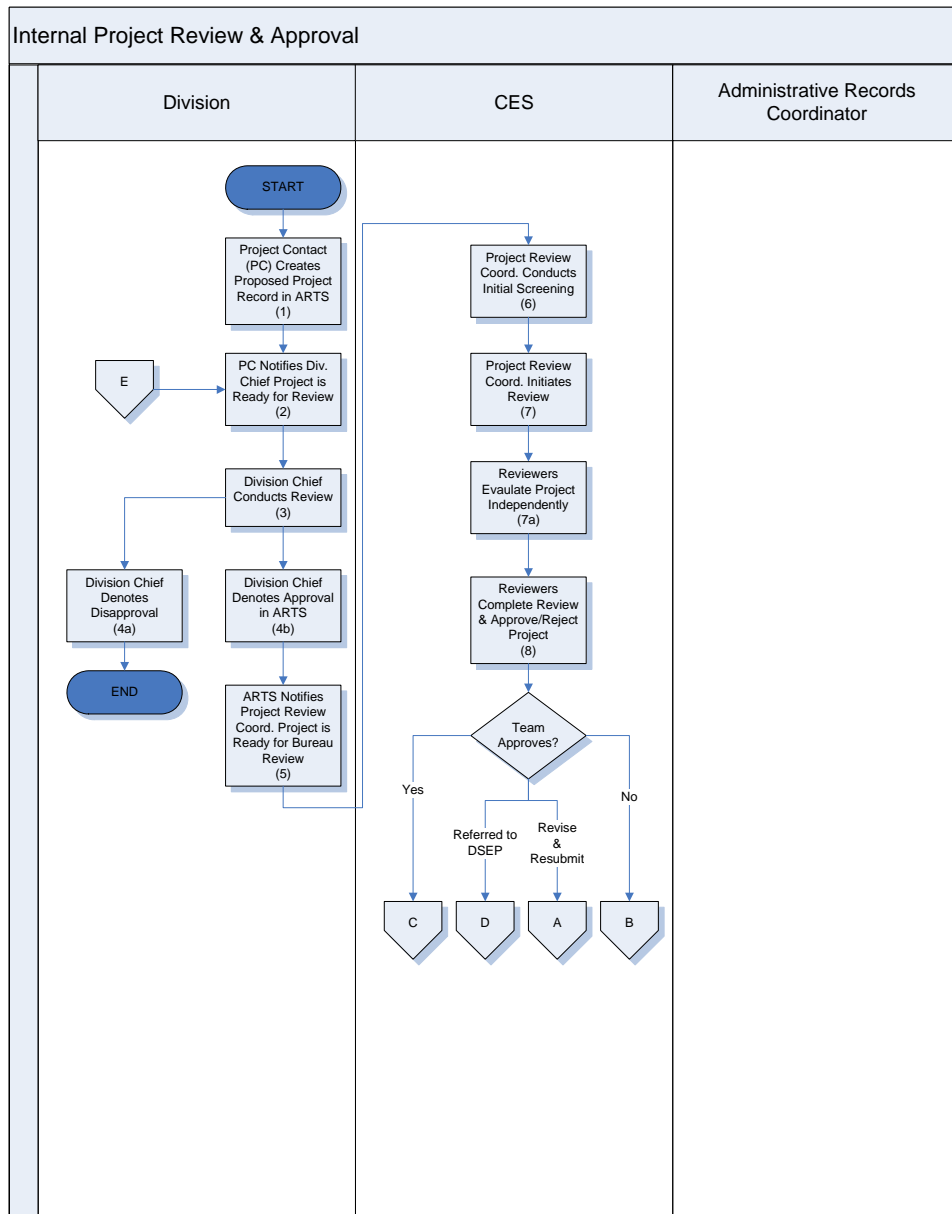 Internal Project Review & Approval
Division
CES
Administrative Records
Coordinator
START
Project Contact
(PC) Creates
Proposed Project
Record in ARTS
(1)
E
PC Notifies Div.
Chief Project is
Ready for Review
(2)
Division Chief
Conducts Review
(3)
Division Chief
Denotes
Disapproval
(4a)
END
Division Chief
Denotes Approval
in ARTS
(4b)
ARTS Notifies
Project Review
Coord. Project is
Ready for Bureau
Review
(5)
Project Review
Coord. Conducts
Initial Screening
(6)
Project Review
Coord. Initiates
Review
(7)
Reviewers
Evaulate Project
Independently
(7a)
Reviewers
Complete Review
& Approve/Reject
Project
(8)
Team
Approves?
Yes
Referred to
DSEP
Revise
&
Resubmit
No
C
D
A
B